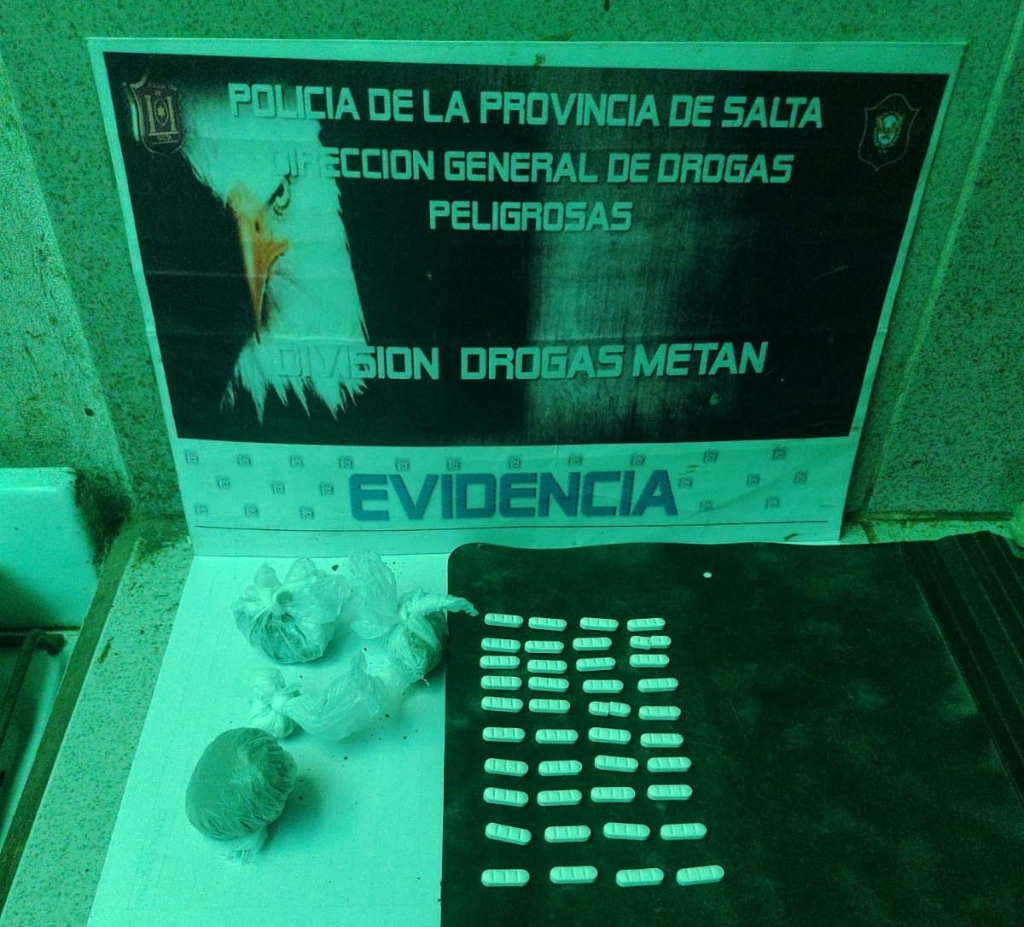 POLICIA DE LA PROVINCIA DE SALTA
DIRECCION GENERAL DE DROGAS
PELIGROSAS
DIVISION DROGAS METAN
EVIDENCIA